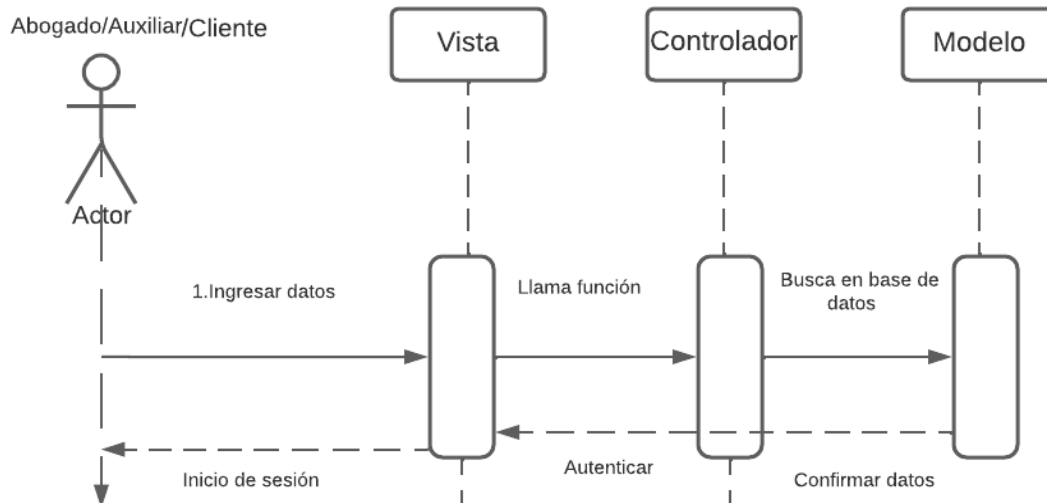 Abogado/Auxiliar/Cliente
Vista
Controlador
Modelo
Actor
1.Ingresar datos
Llama función
Busca en base de
datos
Inicio de sesión
Autenticar
Confirmar datos